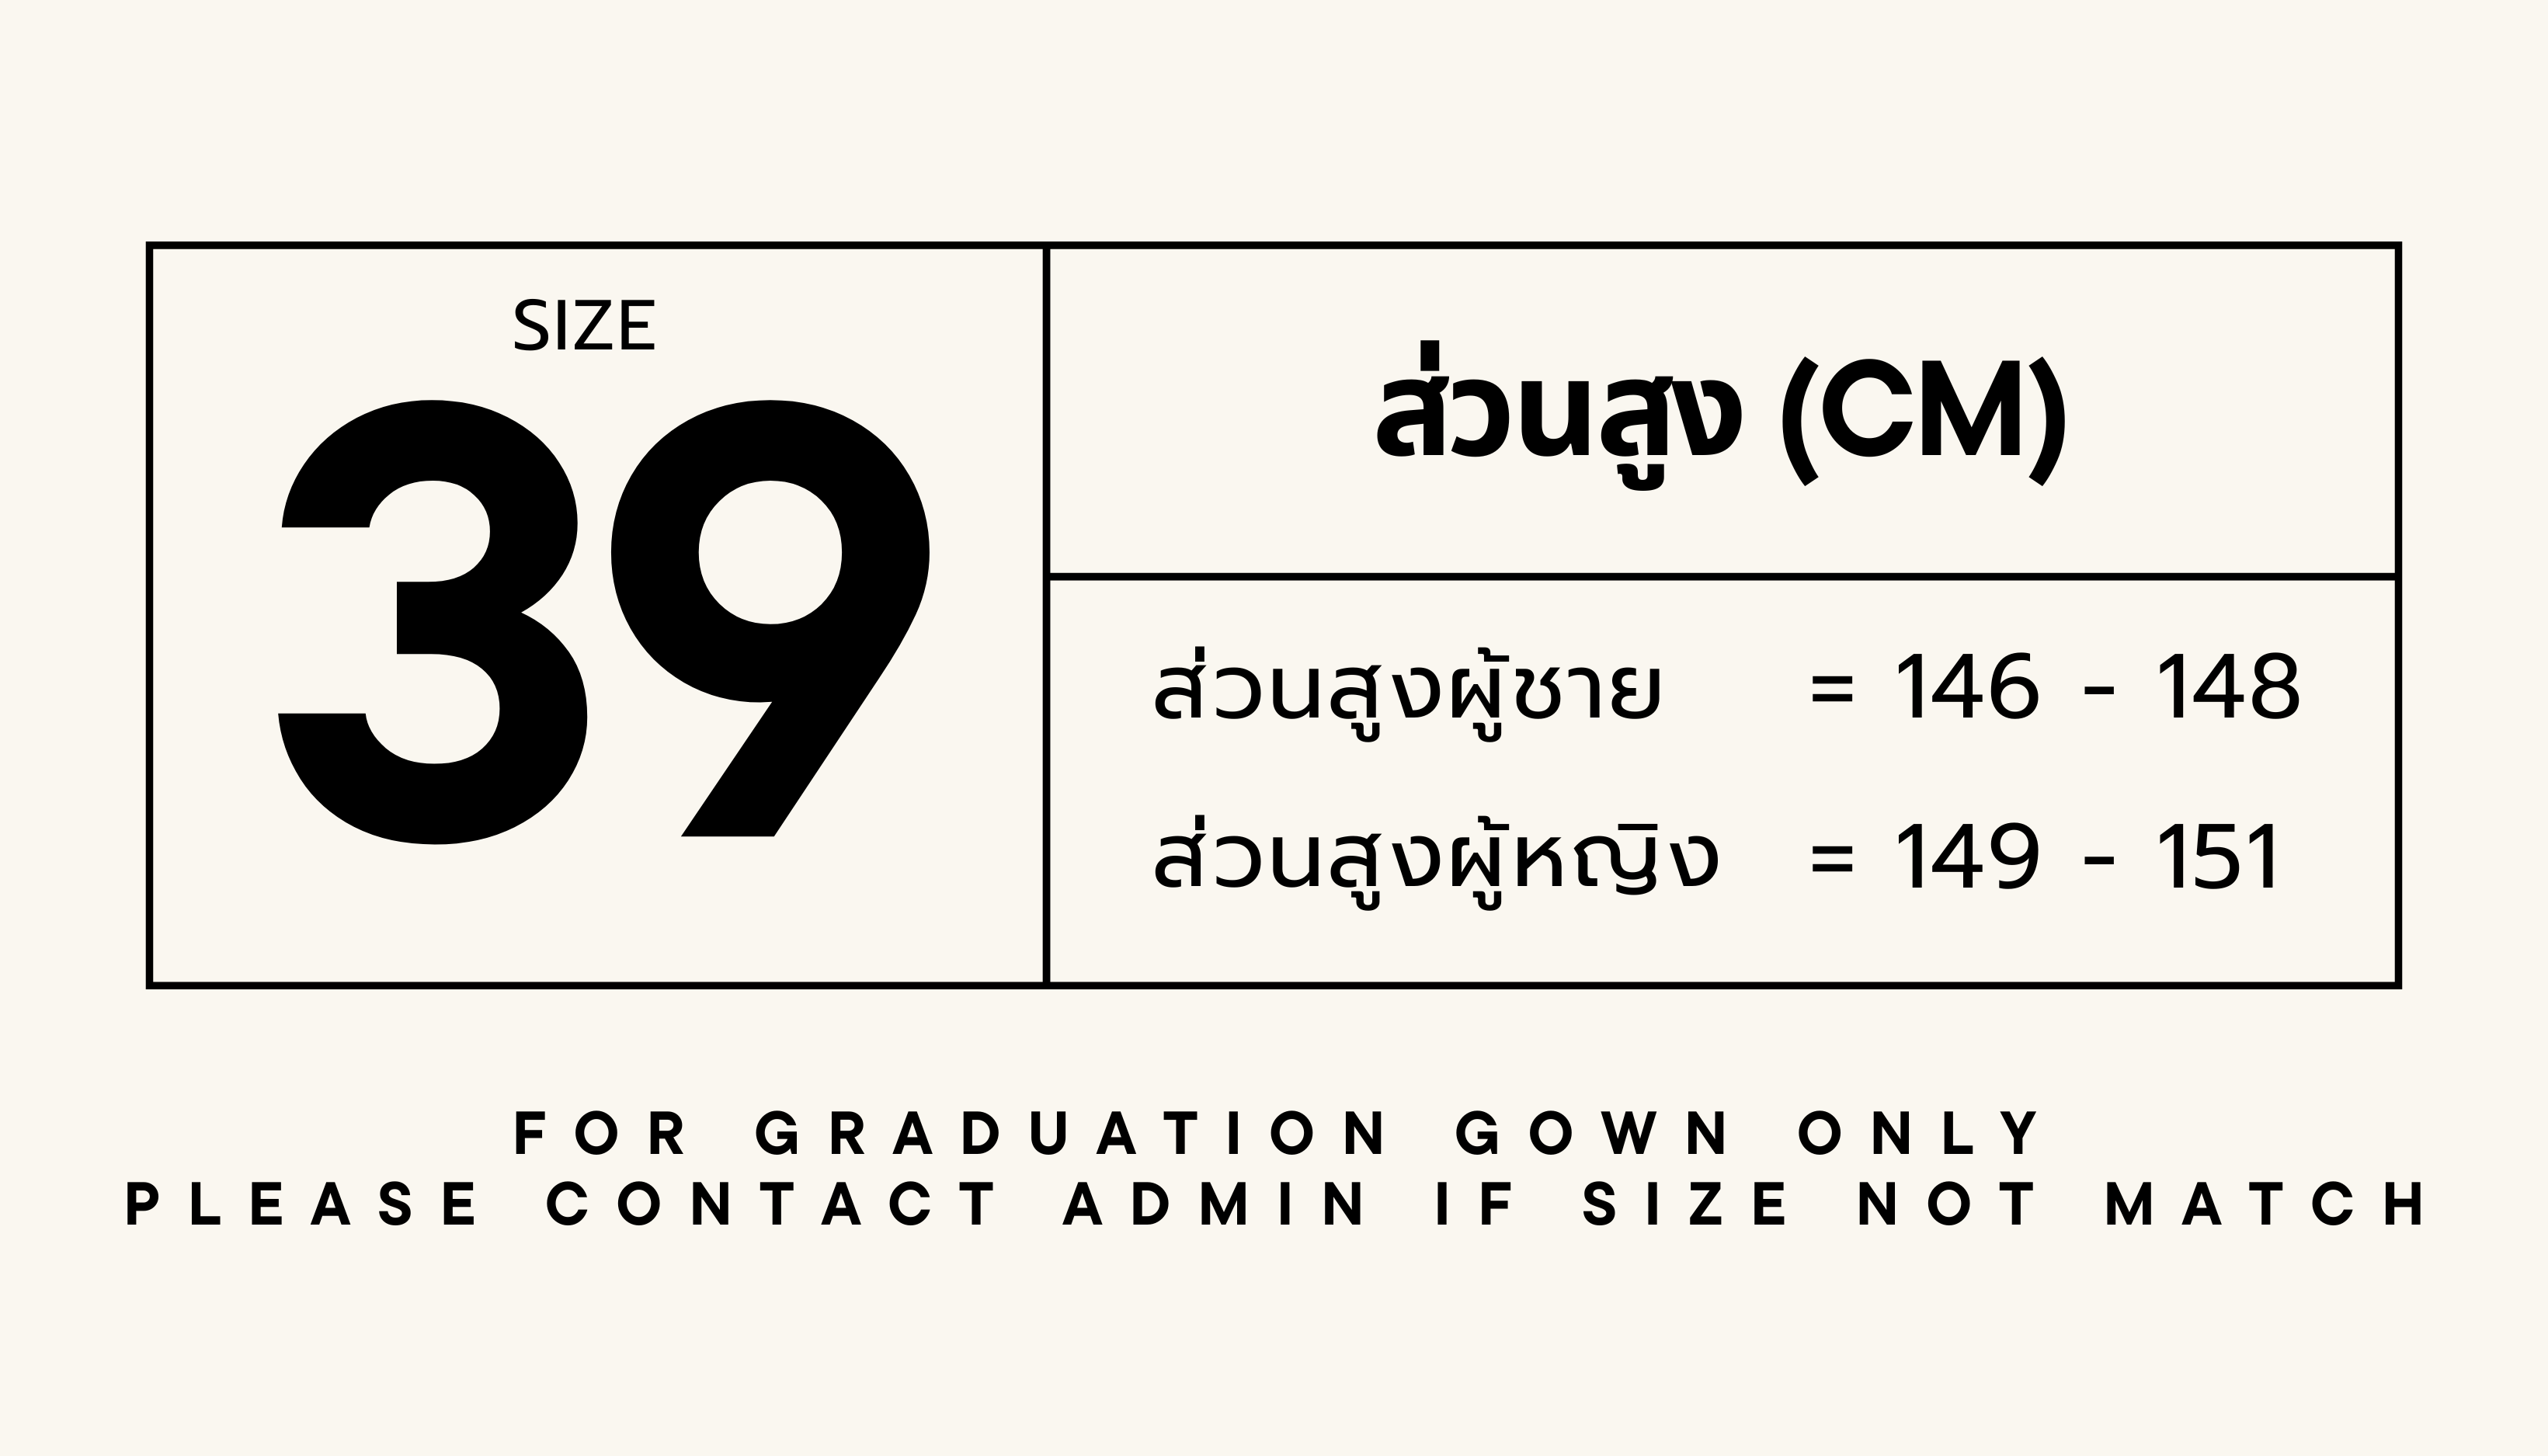 SIZE
39
ส่วนสูง (CM)
ส่วนสูงผู้ชาย = 146 - 148
ส่วนสูงผู้หญิง = 149 - 151
FOR GRADUATION GOWN ONLY
PLEASE CONTACT ADMIN IF SIZE NOT MATCH